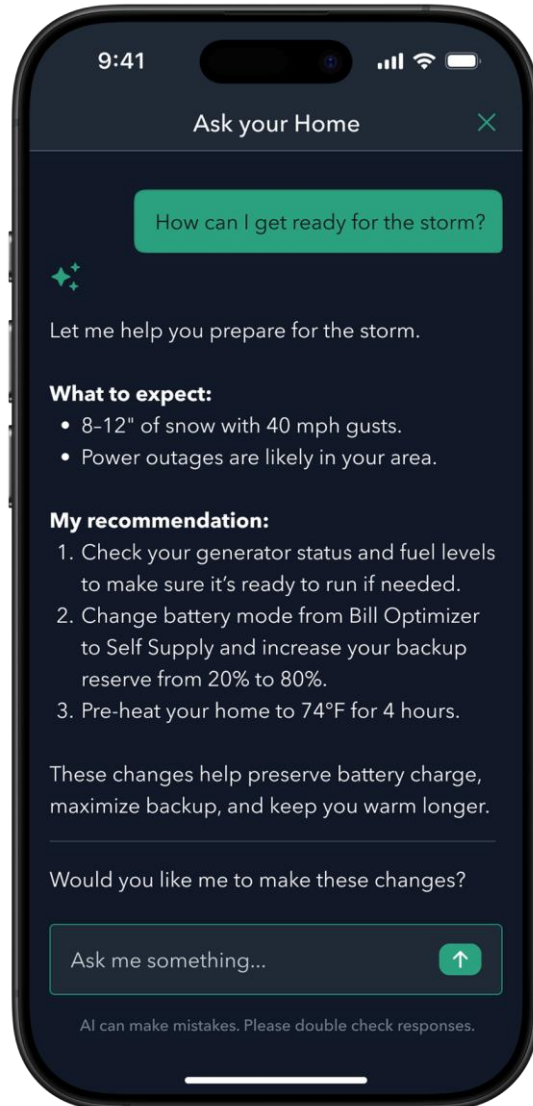 9:41
Ask your Home
How can I get ready for the storm?
Let me help you prepare for the storm.
What to expect:
• 8–12" of snow with 40 mph gusts.
• Power outages are likely in your area.
My recommendation:
1. Check your generator status and fuel levels
to make sure it’s ready to run if needed.
2. Change battery mode from Bill Optimizer
to Self Supply and increase your backup
reserve from 20% to 80%.
3. Pre-heat your home to 74°F for 4 hours.
These changes help preserve battery charge,
maximize backup, and keep you warm longer.
Would you like me to make these changes?
Ask me something...
AI can make mistakes. Please double check responses.